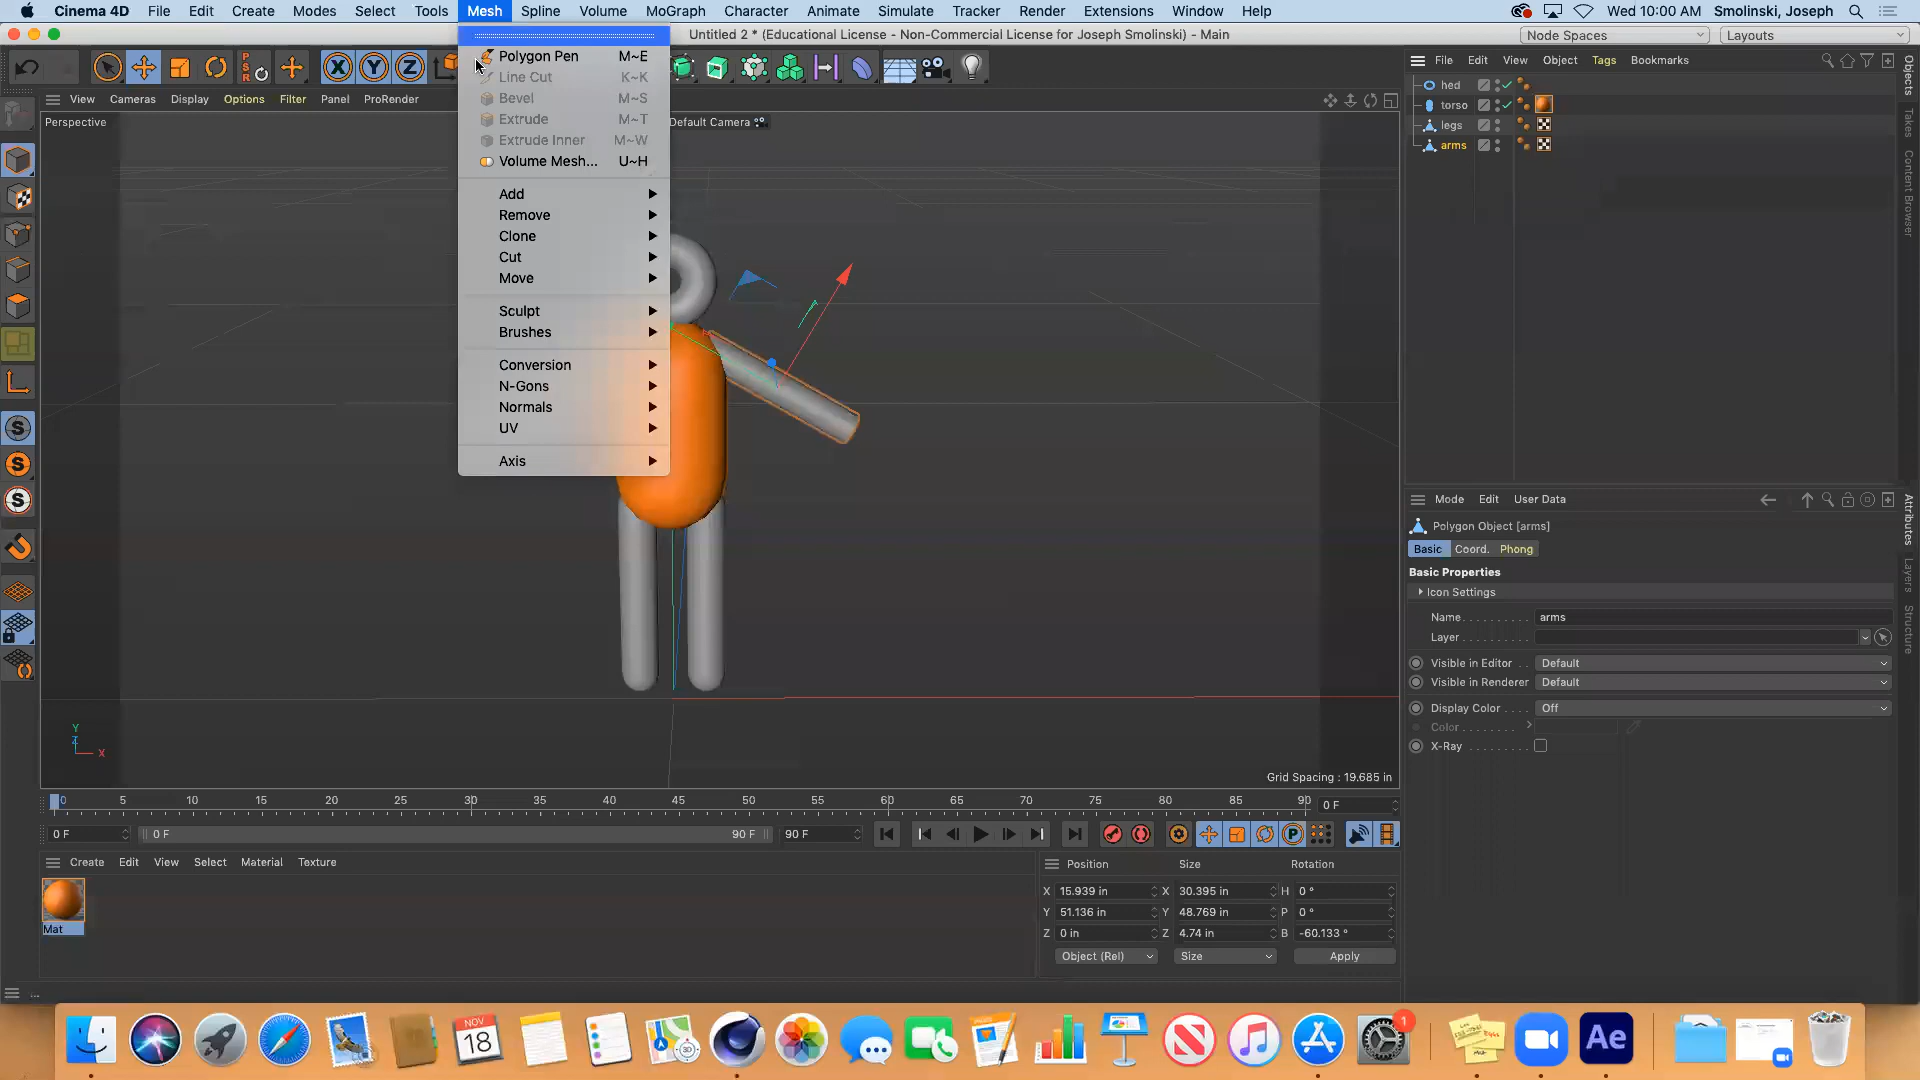 Cinema 4D File Edit Create Modes Select Tools Mesh Spline Volume MoGraph Character Animate Simulate Tracker Render Extensions Window Help Wed 10:00 AM Smolinski, Joseph
Untitled 2 * (Educational License - Non-Commercial License for Joseph Smolinski) - Main
Node Spaces
Layouts
X Y Z
PSR
View Cameras Display Options Filter Panel ProRender
Perspective
Default Camera
Polygon Pen M~E
Line Cut K~K
Bevel M~S
Extrude M~T
Extrude Inner M~W
Volume Mesh... U~H
Add
Remove
Clone
Cut
Move
Sculpt
Brushes
Conversion
N-Gons
Normals
UV
Axis
Y
Z
X
Grid Spacing : 19.685 in
File Edit View Object Tags Bookmarks
hed
torso
legs
arms
Objects
Takes
Content Browser
Mode Edit User Data
Polygon Object [arms]
Basic Coord. Phong
Basic Properties
Icon Settings
Name arms
Layer
Visible in Editor Default
Visible in Renderer Default
Display Color Off
Color
X-Ray
Attributes
Layers
Structure
0 5 10 15 20 25 30 35 40 45 50 55 60 65 70 75 80 85 90 0 F
0 F 0 F 90 F 90 F
P
Create Edit View Select Material Texture
Mat
Position Size Rotation
X 15.939 in X 30.395 in H 0 °
Y 51.136 in Y 48.769 in P 0 °
Z 0 in Z 4.74 in B -60.133 °
Object (Rel) Size Apply
...
NOV
18
3D
1
Ae